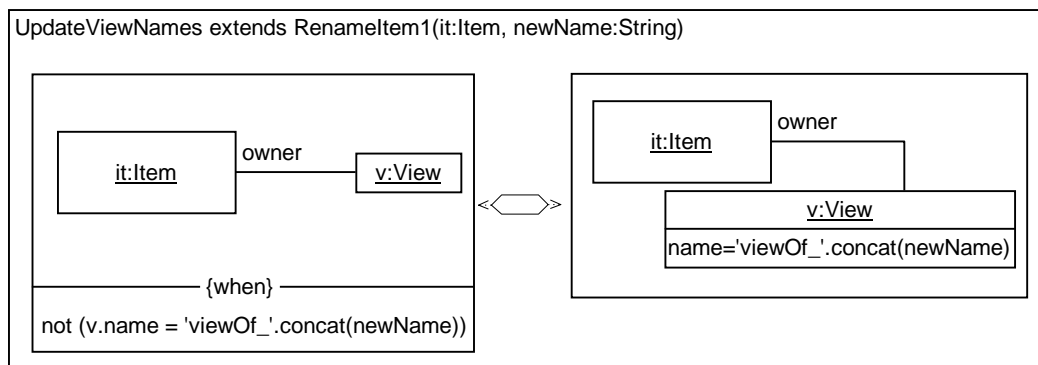 UpdateViewNames extends RenameItem1(it:Item, newName:String)
it:Item
owner
v:View
{when}
not (v.name = 'viewOf_'.concat(newName))
it:Item
owner
v:View
name='viewOf_'.concat(newName)